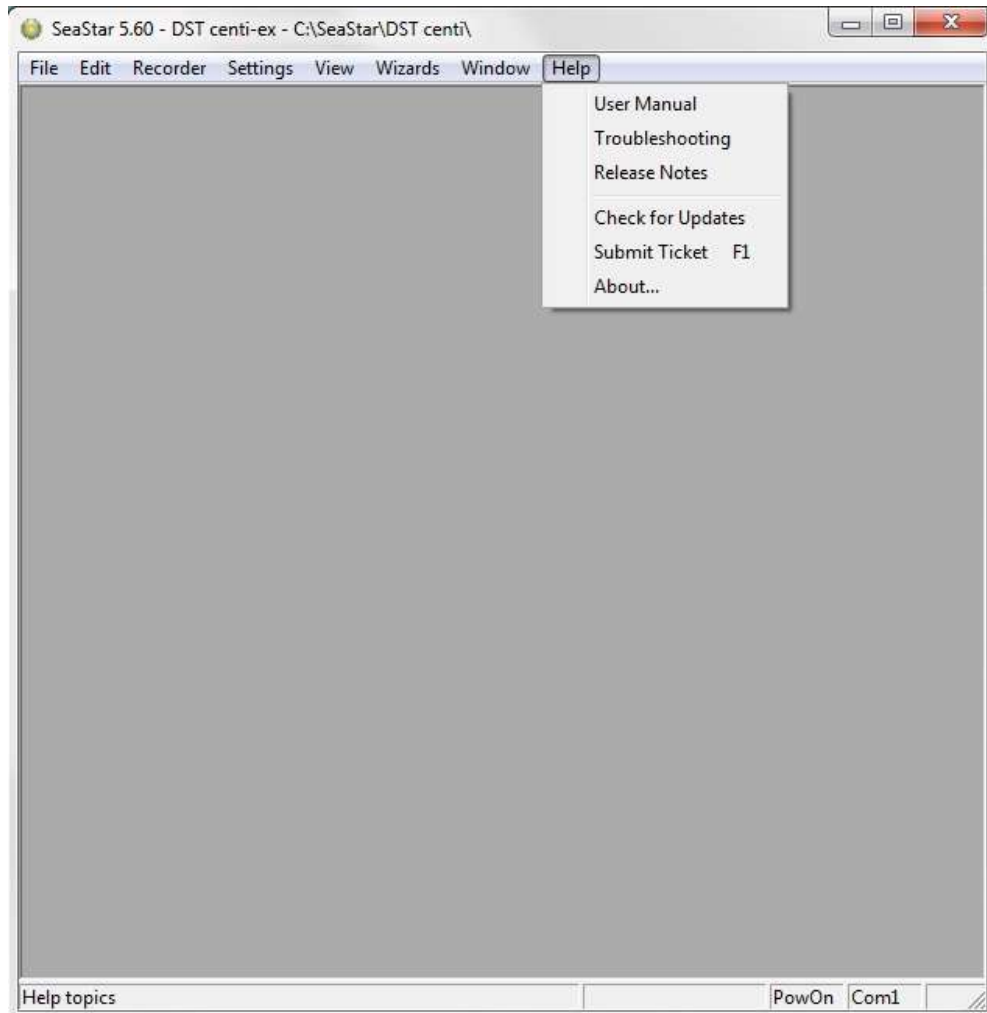 SeaStar 5.60 - DST centi-ex - C:\SeaStar\DST centi\
File Edit Recorder Settings View Wizards Window Help
User Manual
Troubleshooting
Release Notes
Check for Updates
Submit Ticket F1
About...
Help topics PowOn Com1